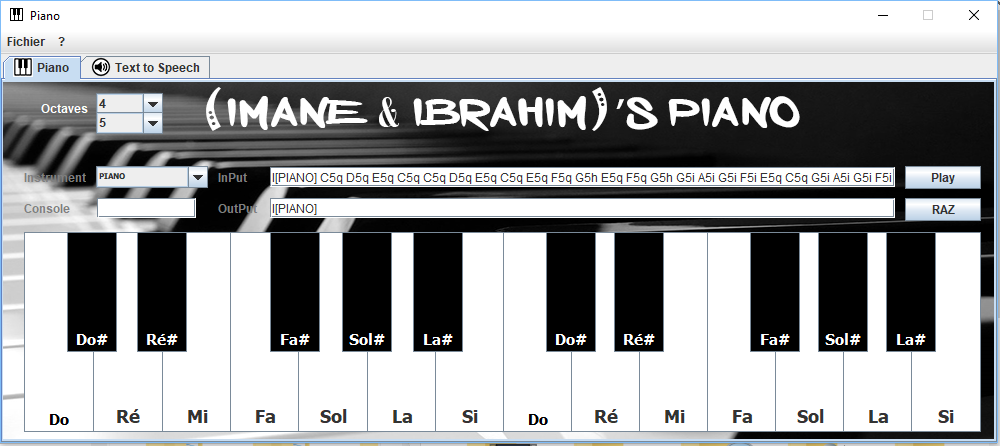 Piano
Fichier ?
Piano Text to Speech
Octaves 4
5
(IMANE & IBRAHIM)'S PIANO
Instrument PIANO InPut I[PIANO] C5q D5q E5q C5q C5q D5q E5q C5q E5q F5q G5h E5q F5q G5h G5i A5i G5i F5i E5q C5q G5i A5i G5i F5i Play
Console OutPut I[PIANO] RAZ
Do# Ré# Fa# Sol# La# Do# Ré# Fa# Sol# La#
Do Ré Mi Fa Sol La Si Do Ré Mi Fa Sol La Si